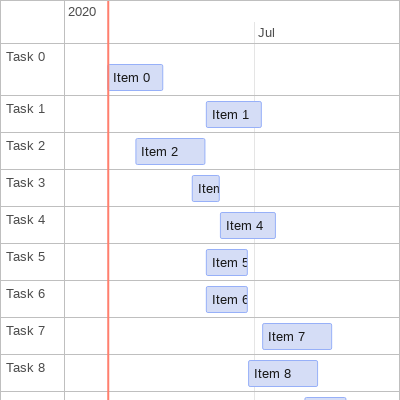 2020
Jul
Task 0
Item 0
Task 1
Item 1
Task 2
Item 2
Task 3
Iten
Task 4
Item 4
Task 5
Item 5
Task 6
Item 6
Task 7
Item 7
Task 8
Item 8